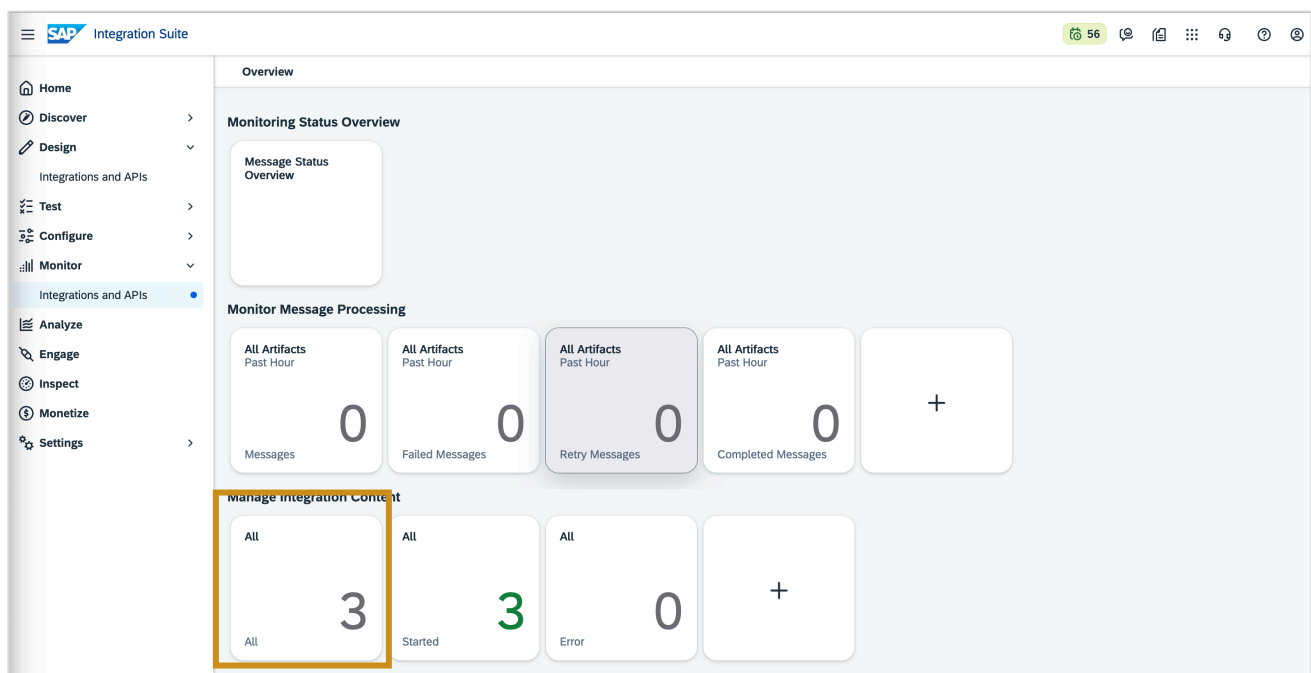 SAP Integration Suite
56
Home
Discover
Design
Integrations and APIs
Test
Configure
Monitor
Integrations and APIs
Analyze
Engage
Inspect
Monetize
Settings
Overview
Monitoring Status Overview
Message Status
Overview
Monitor Message Processing
All Artifacts
Past Hour
0
Messages
All Artifacts
Past Hour
0
Failed Messages
All Artifacts
Past Hour
0
Retry Messages
All Artifacts
Past Hour
0
Completed Messages
+
Manage Integration Content
All
3
All
All
3
Started
All
0
Error
+